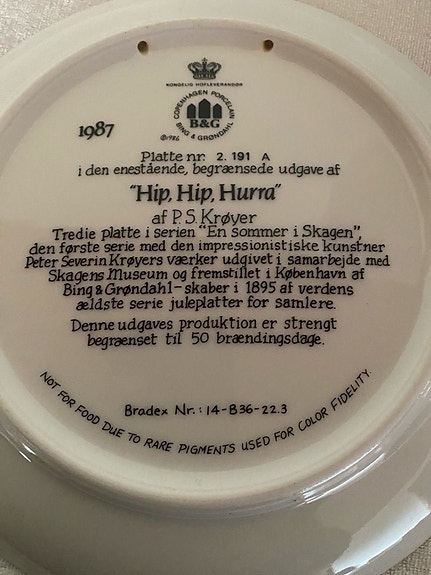 KONGELIG HOFLEVERANDØR
COPENHAGEN PORCELAIN
B&G
BING & GRØNDAHL
©1986
1987
Platte nr. 2.191 A
i den enestående, begrænsede udgave af
"Hip, Hip, Hurra"
af P.S. Krøyer
Tredie platte i serien "En sommer i Skagen",
den første serie med den impressionistiske kunstner
Peter Severin Krøyers værker udgivet i samarbejde med
Skagens Museum og fremstillet i København af
Bing & Grøndahl-skaber i 1895 af verdens
ældste serie juleplatter for samlere.
Denne udgaves produktion er strengt
begrænset til 50 brændingsdage.
Bradex Nr.: 14-B36-22.3
NOT FOR FOOD DUE TO RARE PIGMENTS USED FOR COLOR FIDELITY.